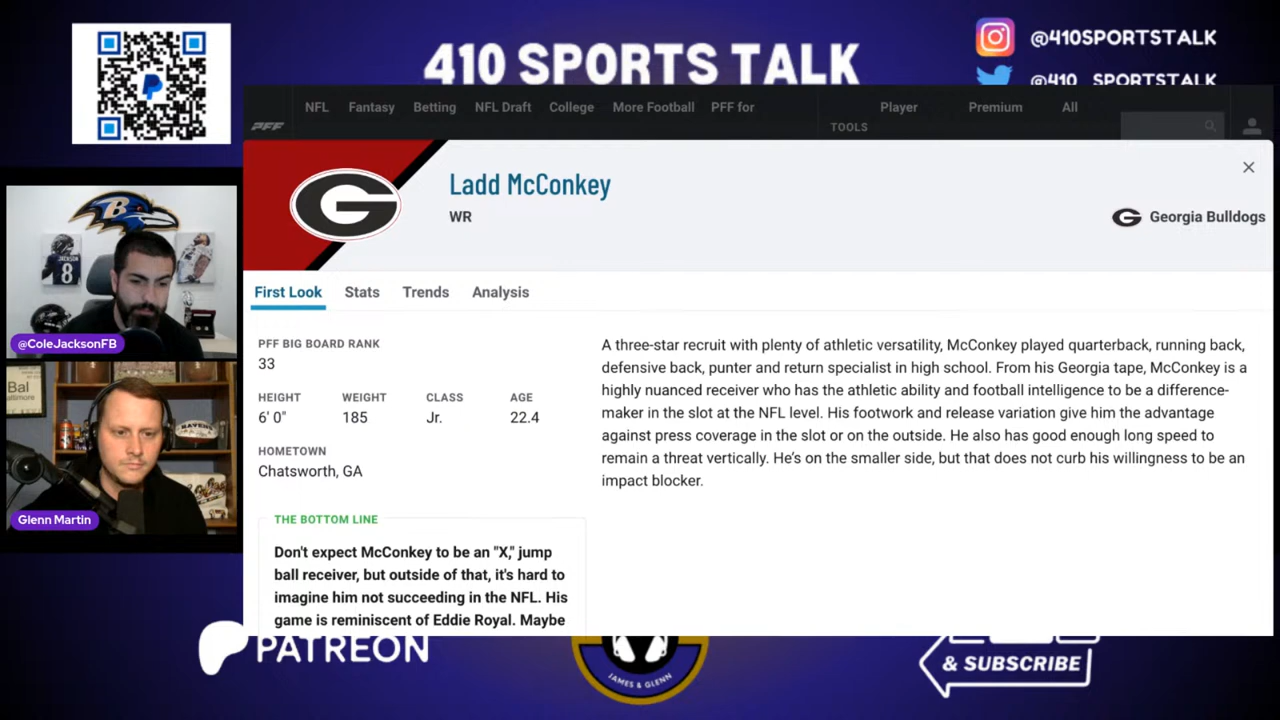 410 SPORTS TALK
@410SPORTSTALK
@410_SPORTSTALK
NFL Fantasy Betting NFL Draft College More Football PFF for Player Premium All
PFF TOOLS
Ladd McConkey
WR
Georgia Bulldogs
First Look Stats Trends Analysis
PFF BIG BOARD RANK
33
HEIGHT WEIGHT CLASS AGE
6' 0" 185 Jr. 22.4
HOMETOWN
Chatsworth, GA
A three-star recruit with plenty of athletic versatility, McConkey played quarterback, running back,
defensive back, punter and return specialist in high school. From his Georgia tape, McConkey is a
highly nuanced receiver who has the athletic ability and football intelligence to be a difference-
maker in the slot at the NFL level. His footwork and release variation give him the advantage
against press coverage in the slot or on the outside. He also has good enough long speed to
remain a threat vertically. He's on the smaller side, but that does not curb his willingness to be an
impact blocker.
THE BOTTOM LINE
Don't expect McConkey to be an "X," jump
ball receiver, but outside of that, it's hard to
imagine him not succeeding in the NFL. His
game is reminiscent of Eddie Royal. Maybe
JACKSON
8
@ColeJacksonFB
Bal
altimore
RAVENS
Glenn Martin
PATREON
JAMES & GLENN
& SUBSCRIBE